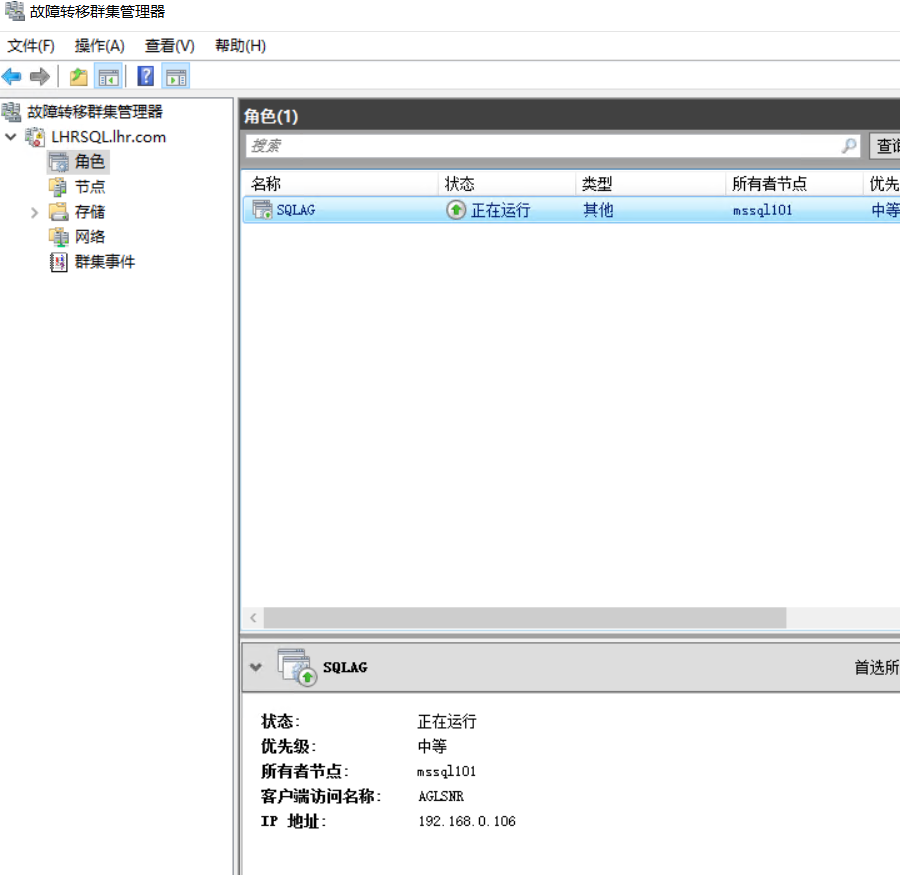 故障转移群集管理器
文件(F) 操作(A) 查看(V) 帮助(H)
故障转移群集管理器
LHRSQL.lhr.com
角色
节点
存储
网络
群集事件
角色(1)
搜索
查询
名称 状态 类型 所有者节点 优先
SQLAG 正在运行 其他 mssql101 中等
SQLAG
首选所
状态: 正在运行
优先级: 中等
所有者节点: mssql101
客户端访问名称: AGLSNR
IP 地址: 192.168.0.106